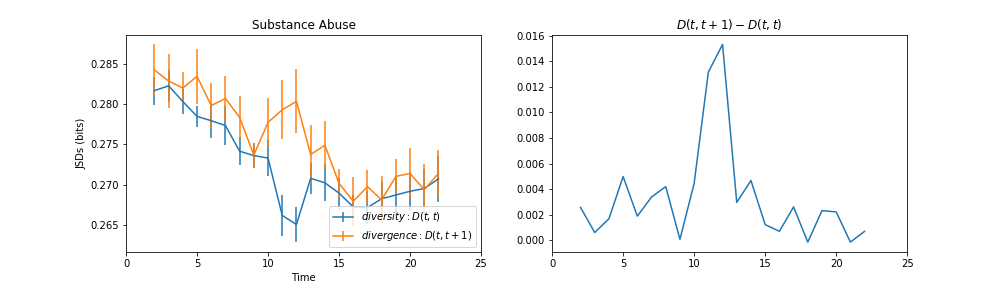 Substance Abuse
JSDs (bits)
0.285
0.280
0.275
0.270
0.265
0 5 10 15 20 25
Time
diversity : D(t, t)
divergence : D(t, t + 1)
D(t, t + 1) − D(t, t)
0.016
0.014
0.012
0.010
0.008
0.006
0.004
0.002
0.000
0 5 10 15 20 25